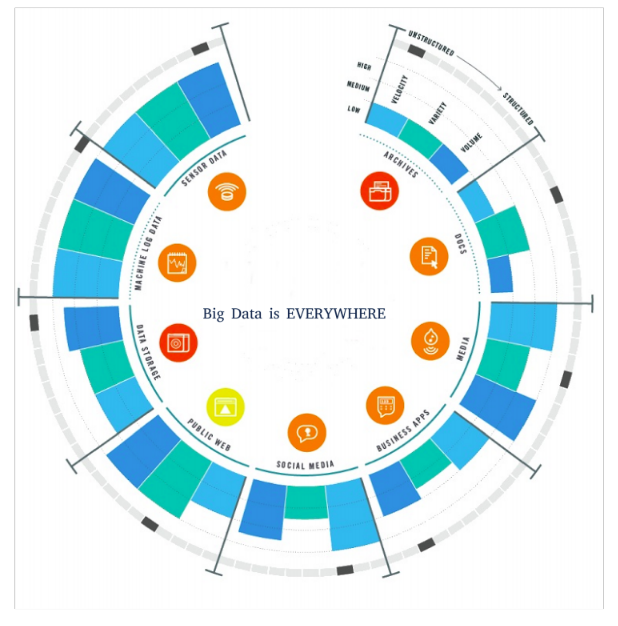 UNSTRUCTURED
STRUCTURED
HIGH
MEDIUM
LOW
VELOCITY
VARIETY
VOLUME
ARCHIVES
DOCS
MEDIA
BUSINESS APPS
SOCIAL MEDIA
PUBLIC WEB
DATA STORAGE
MACHINE LOG DATA
SENSOR DATA
Big Data is EVERYWHERE